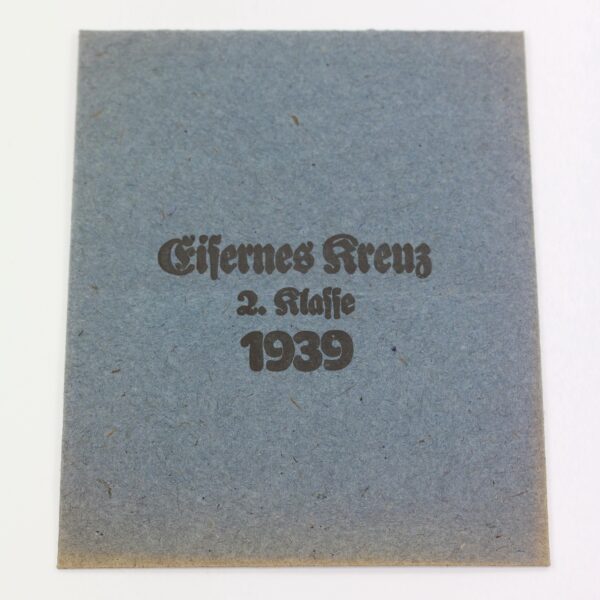 Eisernes Kreuz
2. Klasse
1939